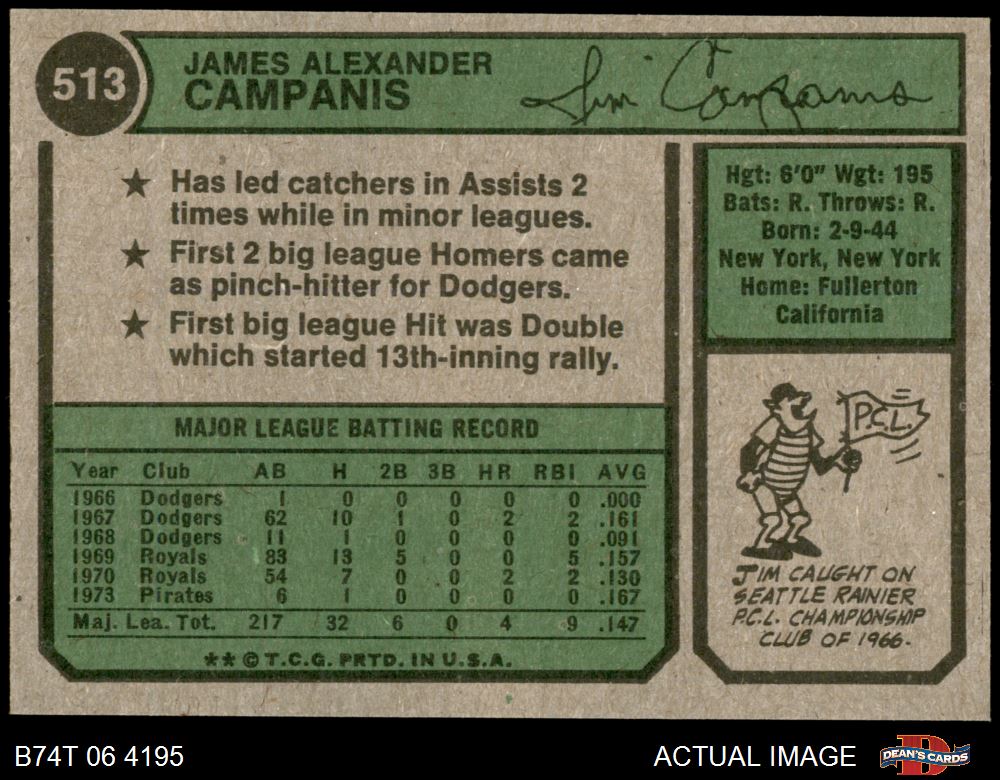 513
JAMES ALEXANDER
CAMPANIS
Jim Campanis
★ Has led catchers in Assists 2
times while in minor leagues.
★ First 2 big league Homers came
as pinch-hitter for Dodgers.
★ First big league Hit was Double
which started 13th-inning rally.
Hgt: 6'0" Wgt: 195
Bats: R. Throws: R.
Born: 2-9-44
New York, New York
Home: Fullerton
California
MAJOR LEAGUE BATTING RECORD
Year Club AB H 2B 3B HR RBI AVG
1966 Dodgers 1 0 0 0 0 0 .000
1967 Dodgers 62 10 1 0 2 2 .161
1968 Dodgers 11 1 0 0 0 0 .091
1969 Royals 83 13 5 0 0 5 .157
1970 Royals 54 7 0 0 2 2 .130
1973 Pirates 6 1 0 0 0 0 .167
Maj. Lea. Tot. 217 32 6 0 4 9 .147
★★ © T.C.G. PRTD. IN U.S.A.
P.C.L.
JIM CAUGHT ON
SEATTLE RAINIER
P.C.L. CHAMPIONSHIP
CLUB OF 1966.
B74T 06 4195
ACTUAL IMAGE
DEAN'S CARDS